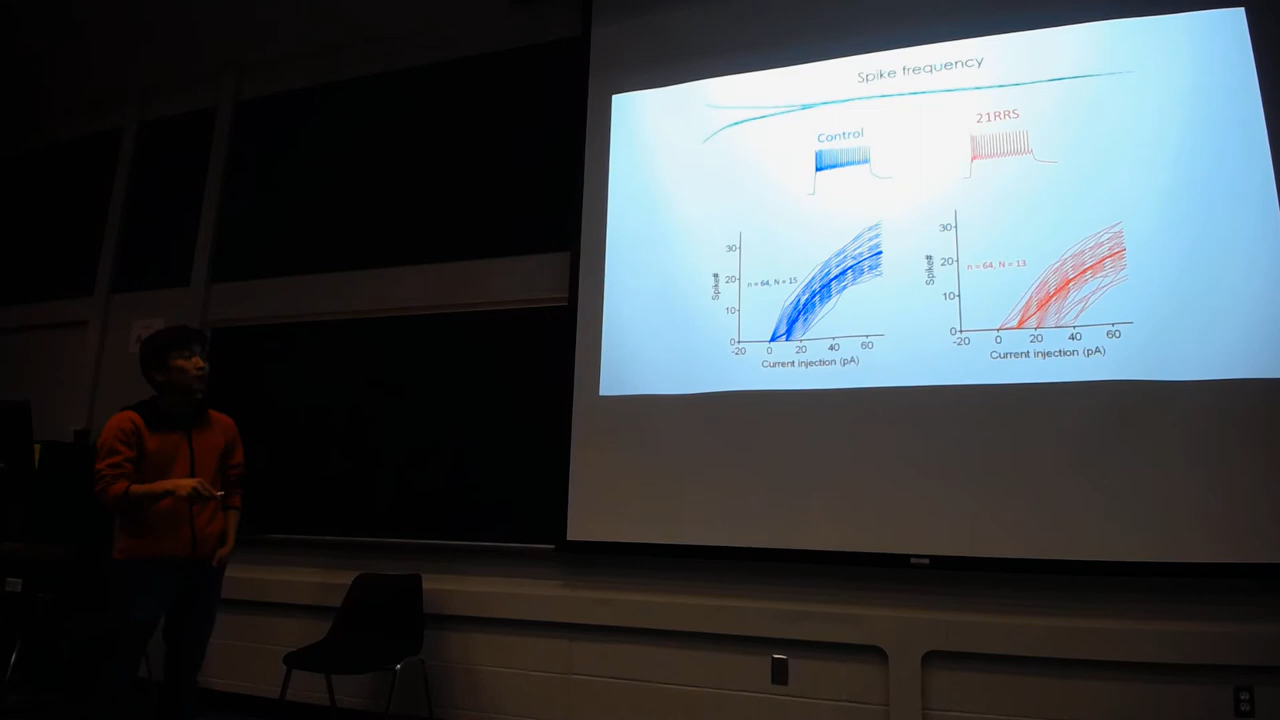 Spike frequency
Control
21RRS
30
20
10
0
Spike#
n = 64, N = 15
-20
0
20
40
60
Current injection (pA)
30
20
10
0
Spike#
n = 64, N = 13
-20
0
20
40
60
Current injection (pA)